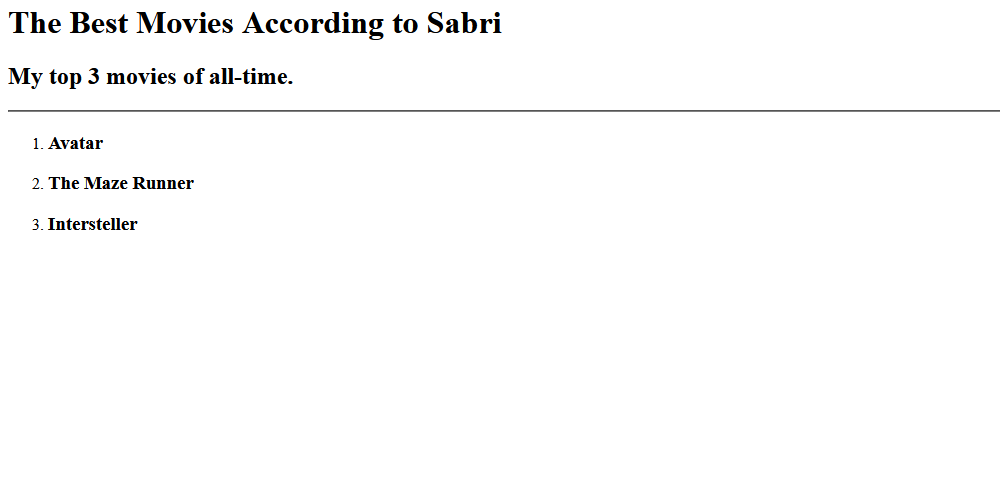 The Best Movies According to Sabri
My top 3 movies of all-time.
1. Avatar
2. The Maze Runner
3. Intersteller